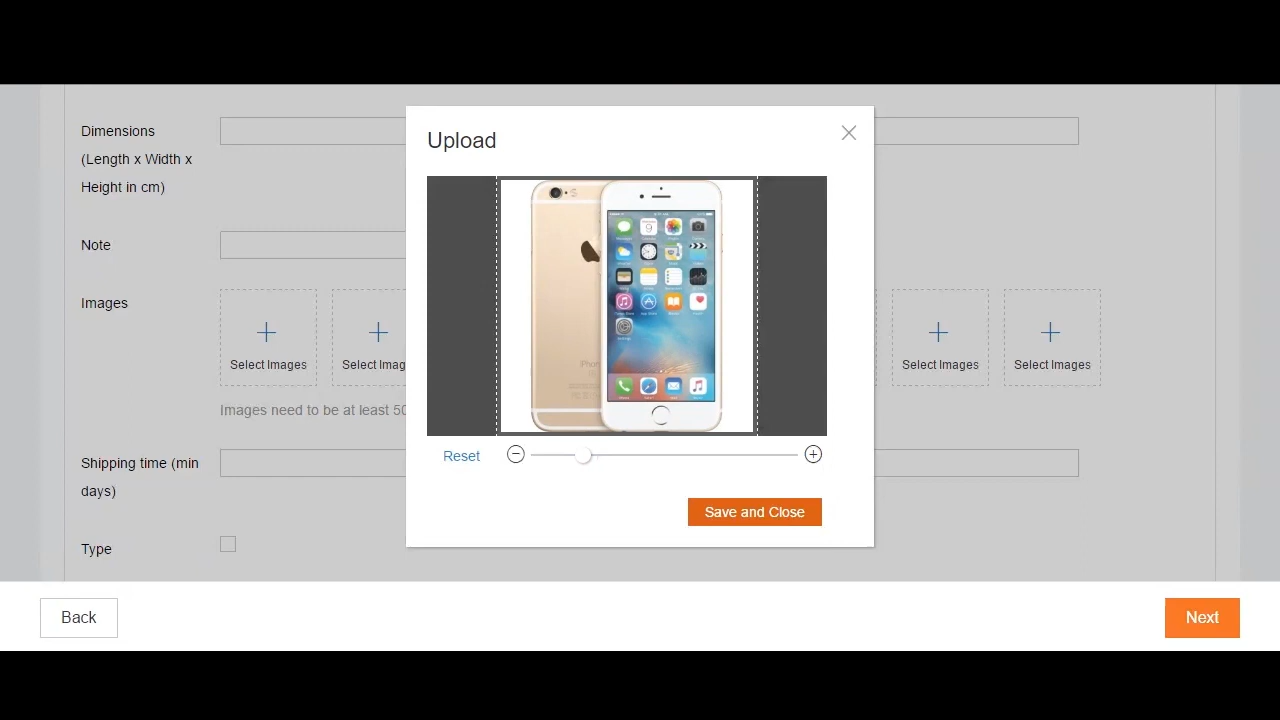 Upload
Dimensions
(Length x Width x
Height in cm)
Note
Images
Select Images
Select Imag
Select Images
Select Images
Images need to be at least 50
Reset
Shipping time (min
days)
Save and Close
Type
Back
Next